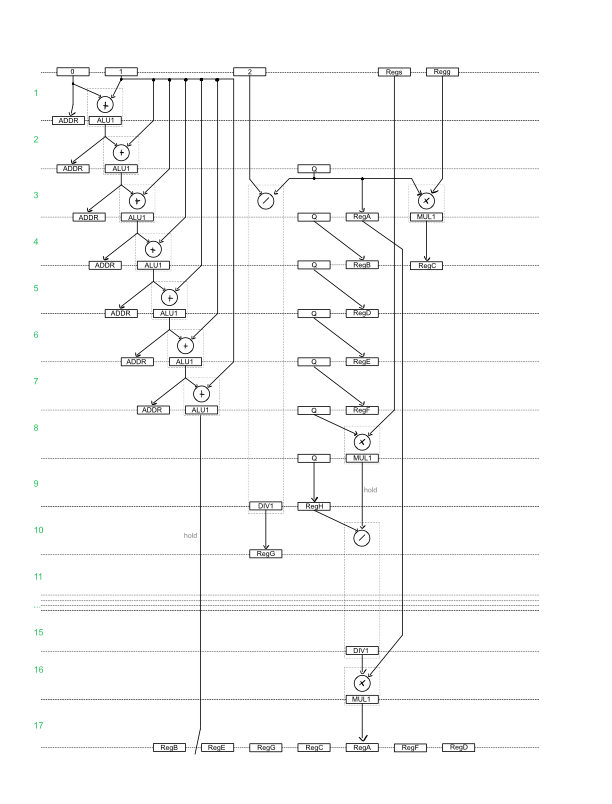 0 1 2 Regs Regg
1
+
ADDR ALU1
2
+
ADDR ALU1 Q
3
+ / ×
ADDR ALU1 Q RegA MUL1
4
+
ADDR ALU1 Q RegB RegC
5
+
ADDR ALU1 Q RegD
6
+
ADDR ALU1 Q RegE
7
+
ADDR ALU1 Q RegF
8
×
Q MUL1
9
hold
DIV1 RegH
10
hold /
RegG
11
...
15
DIV1
16
×
MUL1
17
RegB RegE RegG RegC RegA RegF RegD